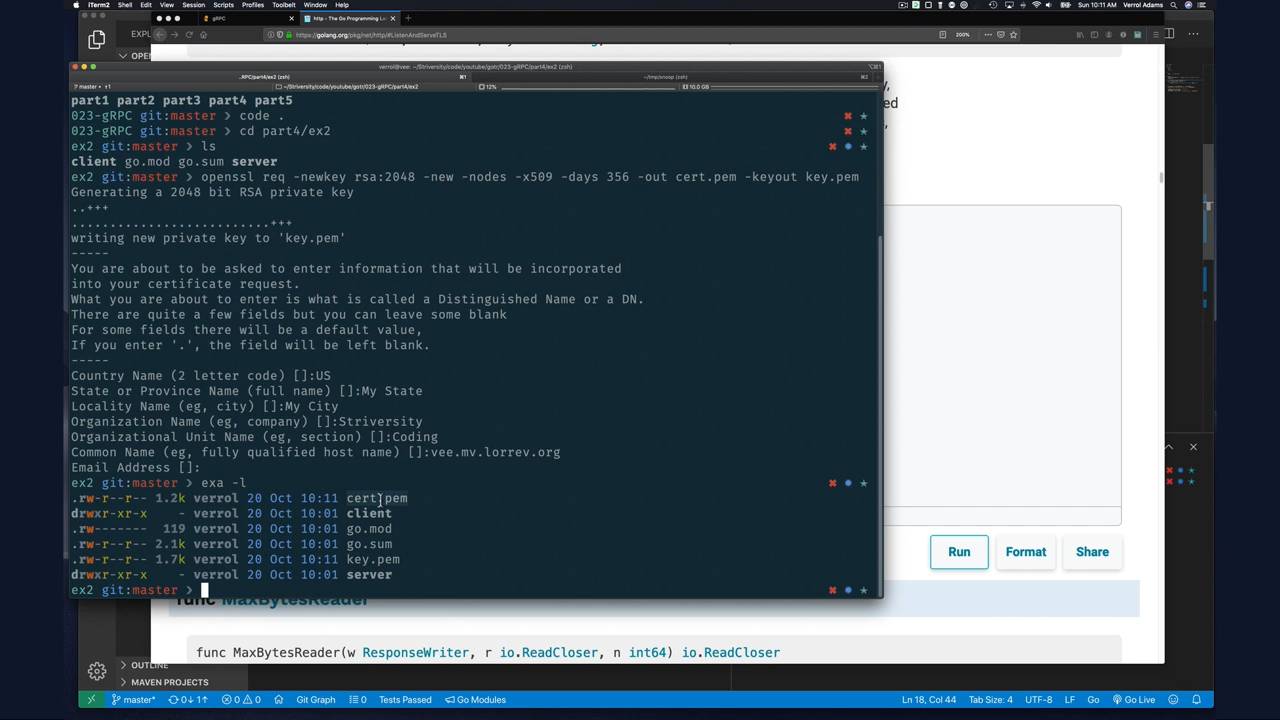 iTerm2 Shell Edit View Session Scripts Profiles Toolbelt Window Help
Sun 10:11 AM Verrol Adams
gRPC
http - The Go Programming La
https://golang.org/pkg/net/http/#ListenAndServeTLS
200%
EXPL
OPEN
verrol@vee: ~/Striversity/code/youtube/gotr/023-gRPC/part4/ex2 (zsh)
..RPC/part4/ex2 (zsh)
~/tmp/snoop (zsh)
master
~/Striversity/code/youtube/gotr/023-gRPC/part4/ex2
12%
10.0 GB
part1 part2 part3 part4 part5
023-gRPC git:master > code .
023-gRPC git:master > cd part4/ex2
ex2 git:master > ls
client go.mod go.sum server
ex2 git:master > openssl req -newkey rsa:2048 -new -nodes -x509 -days 356 -out cert.pem -keyout key.pem
Generating a 2048 bit RSA private key
..+++
..........................+++
writing new private key to 'key.pem'
-----
You are about to be asked to enter information that will be incorporated
into your certificate request.
What you are about to enter is what is called a Distinguished Name or a DN.
There are quite a few fields but you can leave some blank
For some fields there will be a default value,
If you enter '.', the field will be left blank.
-----
Country Name (2 letter code) []:US
State or Province Name (full name) []:My State
Locality Name (eg, city) []:My City
Organization Name (eg, company) []:Striversity
Organizational Unit Name (eg, section) []:Coding
Common Name (eg, fully qualified host name) []:vee.mv.lorrev.org
Email Address []:
ex2 git:master > exa -l
.rw-r--r-- 1.2k verrol 20 Oct 10:11 cert.pem
drwxr-xr-x - verrol 20 Oct 10:01 client
.rw------- 119 verrol 20 Oct 10:01 go.mod
.rw-r--r-- 2.1k verrol 20 Oct 10:01 go.sum
.rw-r--r-- 1.7k verrol 20 Oct 10:11 key.pem
drwxr-xr-x - verrol 20 Oct 10:01 server
ex2 git:master >
ed
Run Format Share
func MaxBytesReader
func MaxBytesReader(w ResponseWriter, r io.ReadCloser, n int64) io.ReadCloser
OUTLINE
MAVEN PROJECTS
master* 0↓ 1↑ 0 0 Git Graph 0 Tests Passed Go Modules
Ln 18, Col 44 Tab Size: 4 UTF-8 LF Go Go Live